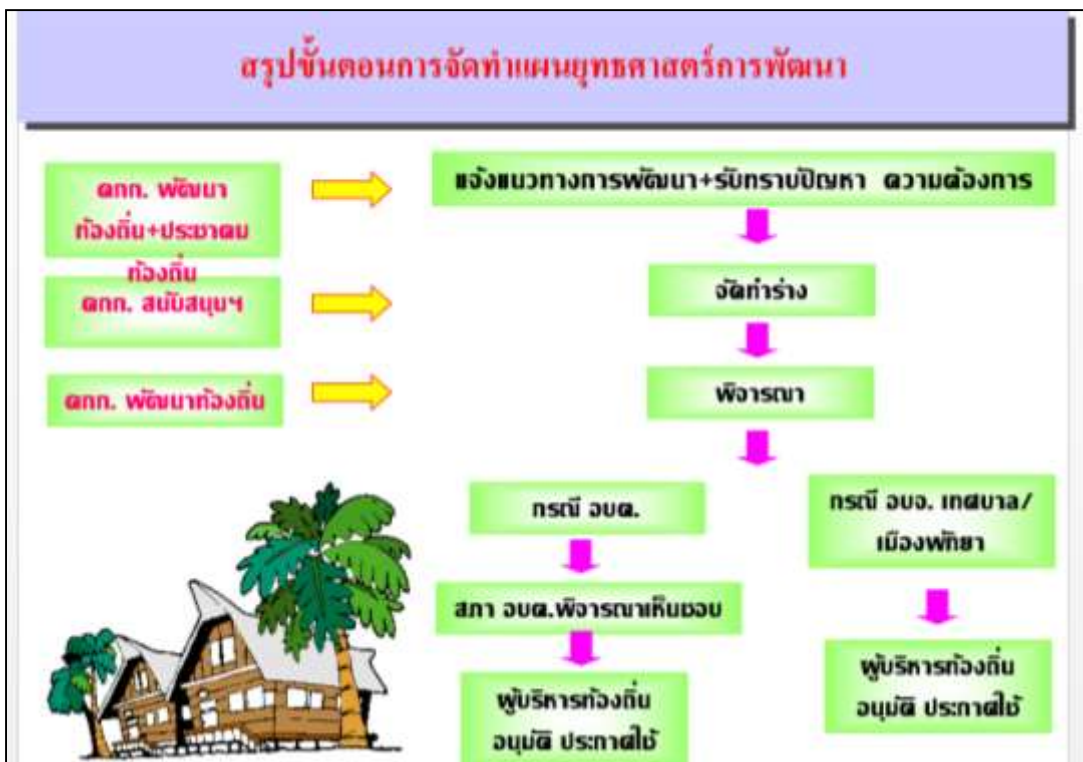 สรุปขั้นตอนการจัดทำแผนยุทธศาสตร์การพัฒนา
คกก. พัฒนา
ท้องถิ่น+ประชาคม
ท้องถิ่น
แจ้งแนวทางการพัฒนา+รับทราบปัญหา ความต้องการ
คกก. สนับสนุนฯ
จัดทำร่าง
คกก. พัฒนาท้องถิ่น
พิจารณา
กรณี อบต.
สภา อบต.พิจารณาเห็นชอบ
ผู้บริหารท้องถิ่น
อนุมัติ ประกาศใช้
กรณี อบจ. เทศบาล/
เมืองพัทยา
ผู้บริหารท้องถิ่น
อนุมัติ ประกาศใช้